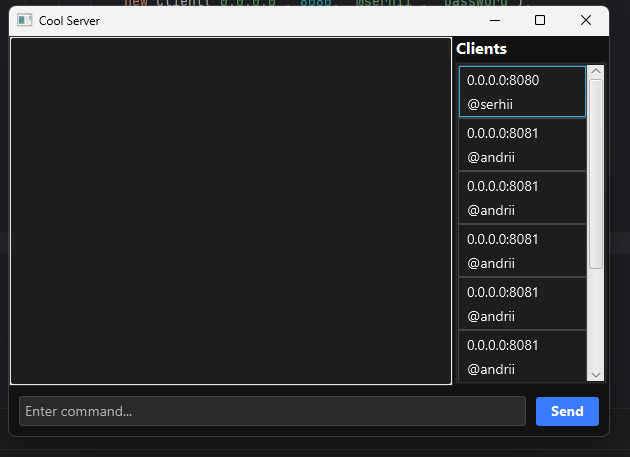 new Client("0.0.0.0", 8080, "@serhii", "password"),
Cool Server
Clients
0.0.0.0:8080
@serhii
0.0.0.0:8081
@andrii
0.0.0.0:8081
@andrii
0.0.0.0:8081
@andrii
0.0.0.0:8081
@andrii
0.0.0.0:8081
@andrii
Enter command...
Send